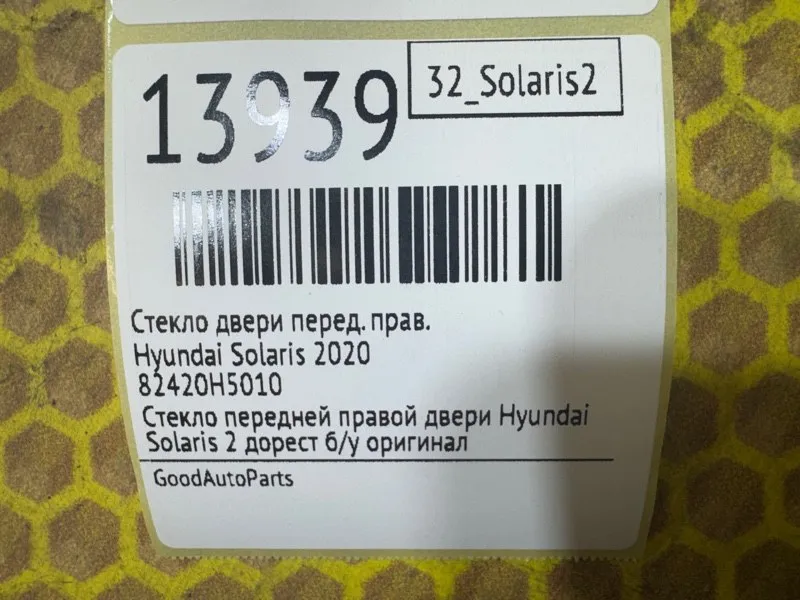 13939
32_Solaris2
Стекло двери перед. прав.
Hyundai Solaris 2020
82420H5010
Стекло передней правой двери Hyundai
Solaris 2 дорест б/у оригинал
GoodAutoParts